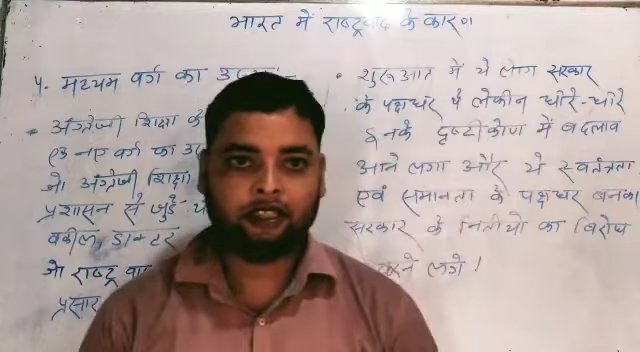 भारत में राष्ट्रवाद के कारण
4. मध्यम वर्ग का
• अंग्रेजी शिक्षा के
एक नए वर्ग का
जो अंग्रेजी शिक्षा
प्रशासन से जुड़े थे
वकील, डाक्टर
जो राष्ट्र वाद
प्रसार
• शुरुआत में ये लोग सरकार
के पक्षधर थे लेकीन धीरे-धीरे
इनके दृष्टीकोण में बदलाव
आने लगा और ये स्वतंत्रता
एवं समानता के पक्षधर बनकर
सरकार के नितीयो का विरोध
करने लगे।